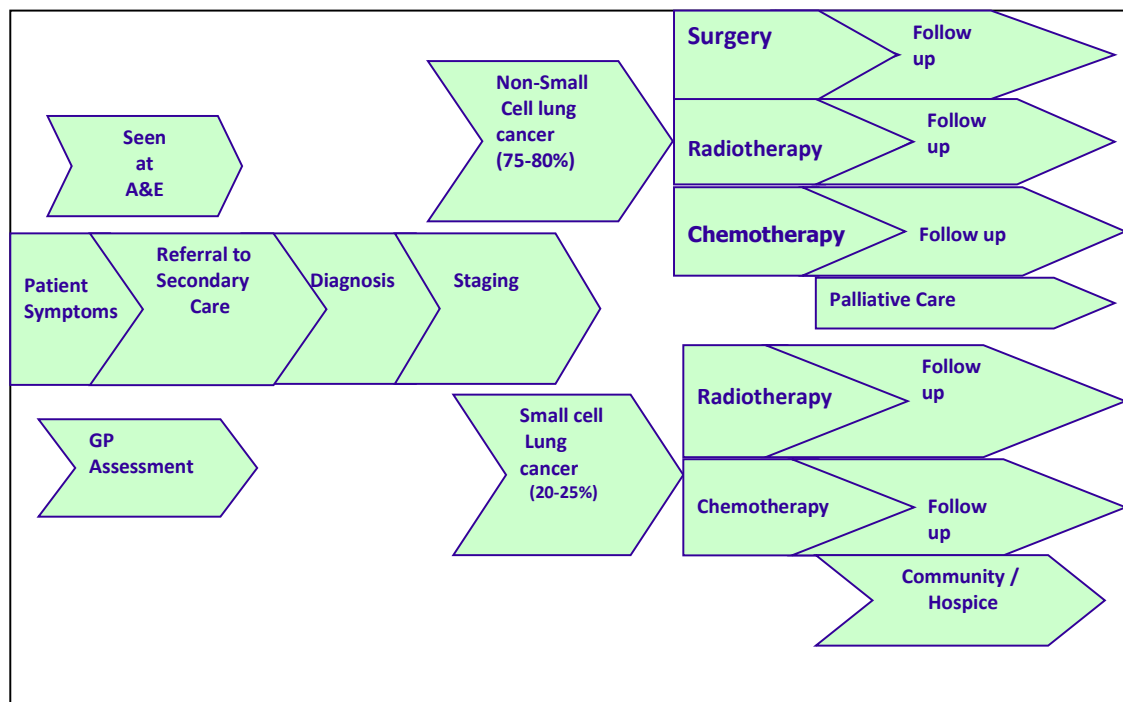 Surgery
Follow
up
Non-Small
Cell lung
cancer
(75-80%)
Radiotherapy
Follow
up
Seen
at
A&E
Chemotherapy
Follow up
Patient
Symptoms
Referral to
Secondary
Care
Diagnosis
Staging
Palliative Care
Radiotherapy
Follow
up
GP
Assessment
Small cell
Lung
cancer
(20-25%)
Chemotherapy
Follow
up
Community /
Hospice